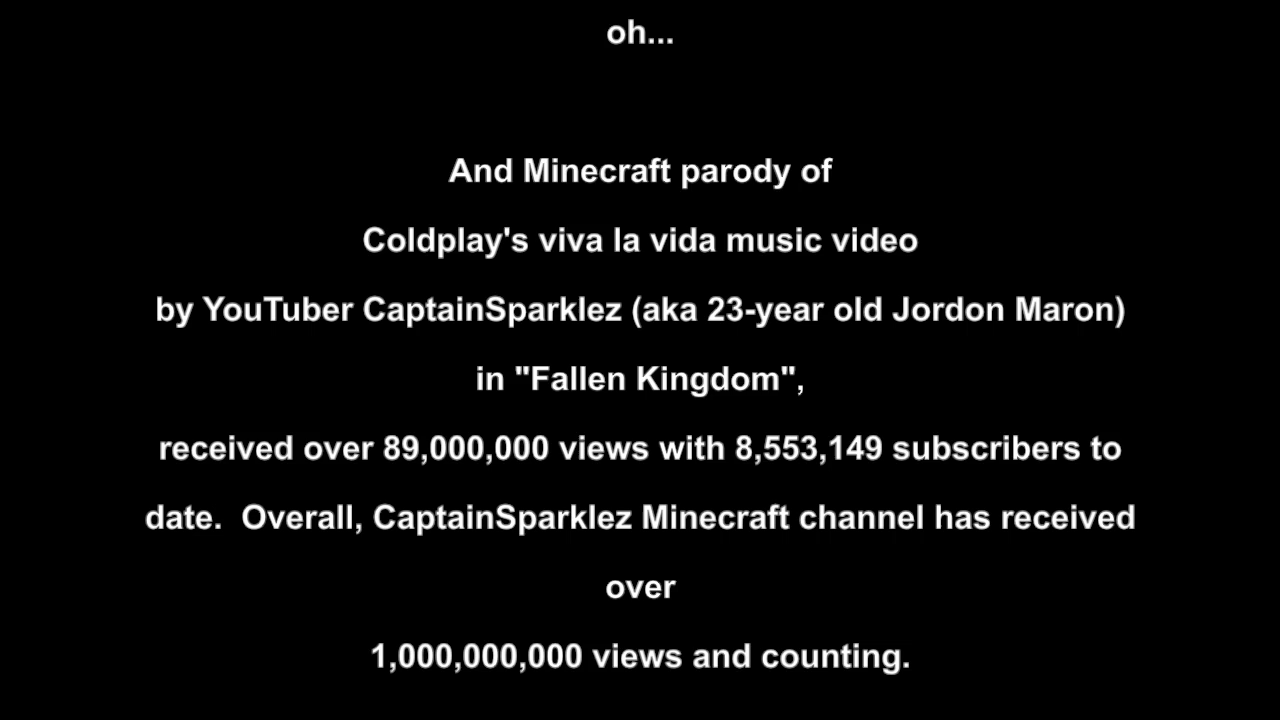 oh...
And Minecraft parody of
Coldplay's viva la vida music video
by YouTuber CaptainSparklez (aka 23-year old Jordon Maron)
in "Fallen Kingdom",
received over 89,000,000 views with 8,553,149 subscribers to
date.  Overall, CaptainSparklez Minecraft channel has received
over
1,000,000,000 views and counting.